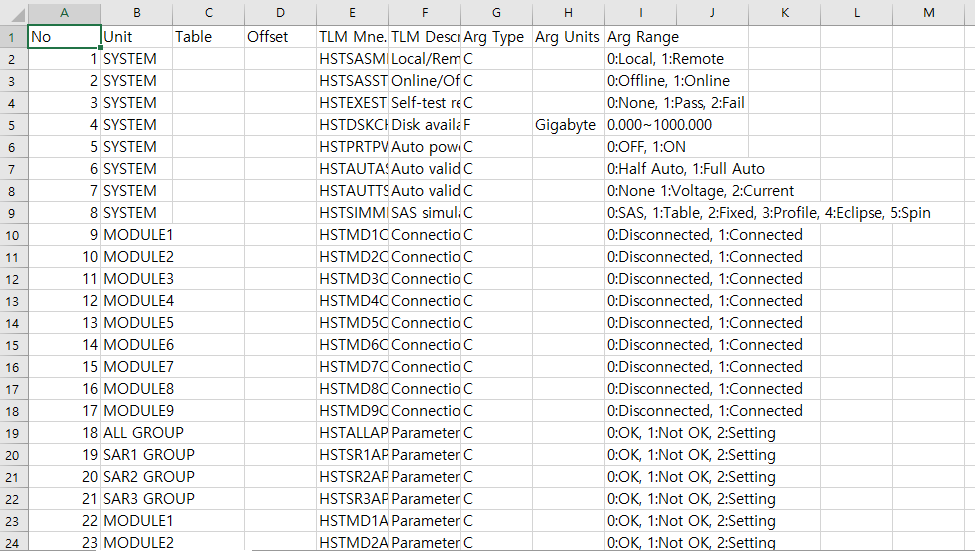 A B C D E F G H I J K L M
1 No Unit Table Offset TLM Mne. TLM Descr Arg Type Arg Units Arg Range
2 1 SYSTEM HSTSASM Local/Rem C 0:Local, 1:Remote
3 2 SYSTEM HSTSASST Online/Of C 0:Offline, 1:Online
4 3 SYSTEM HSTEXEST Self-test re C 0:None, 1:Pass, 2:Fail
5 4 SYSTEM HSTDSKC Disk availa F Gigabyte 0.000~1000.000
6 5 SYSTEM HSTPRTPV Auto pow C 0:OFF, 1:ON
7 6 SYSTEM HSTAUTA Auto valid C 0:Half Auto, 1:Full Auto
8 7 SYSTEM HSTAUTTS Auto valid C 0:None 1:Voltage, 2:Current
9 8 SYSTEM HSTSIMM SAS simul C 0:SAS, 1:Table, 2:Fixed, 3:Profile, 4:Eclipse, 5:Spin
10 9 MODULE1 HSTMD1C Connectio C 0:Disconnected, 1:Connected
11 10 MODULE2 HSTMD2C Connectio C 0:Disconnected, 1:Connected
12 11 MODULE3 HSTMD3C Connectio C 0:Disconnected, 1:Connected
13 12 MODULE4 HSTMD4C Connectio C 0:Disconnected, 1:Connected
14 13 MODULE5 HSTMD5C Connectio C 0:Disconnected, 1:Connected
15 14 MODULE6 HSTMD6C Connectio C 0:Disconnected, 1:Connected
16 15 MODULE7 HSTMD7C Connectio C 0:Disconnected, 1:Connected
17 16 MODULE8 HSTMD8C Connectio C 0:Disconnected, 1:Connected
18 17 MODULE9 HSTMD9C Connectio C 0:Disconnected, 1:Connected
19 18 ALL GROUP HSTALLAP Parameter C 0:OK, 1:Not OK, 2:Setting
20 19 SAR1 GROUP HSTSR1AP Parameter C 0:OK, 1:Not OK, 2:Setting
21 20 SAR2 GROUP HSTSR2AP Parameter C 0:OK, 1:Not OK, 2:Setting
22 21 SAR3 GROUP HSTSR3AP Parameter C 0:OK, 1:Not OK, 2:Setting
23 22 MODULE1 HSTMD1A Parameter C 0:OK, 1:Not OK, 2:Setting
24 23 MODULE2 HSTMD2A Parameter C 0:OK, 1:Not OK, 2:Setting